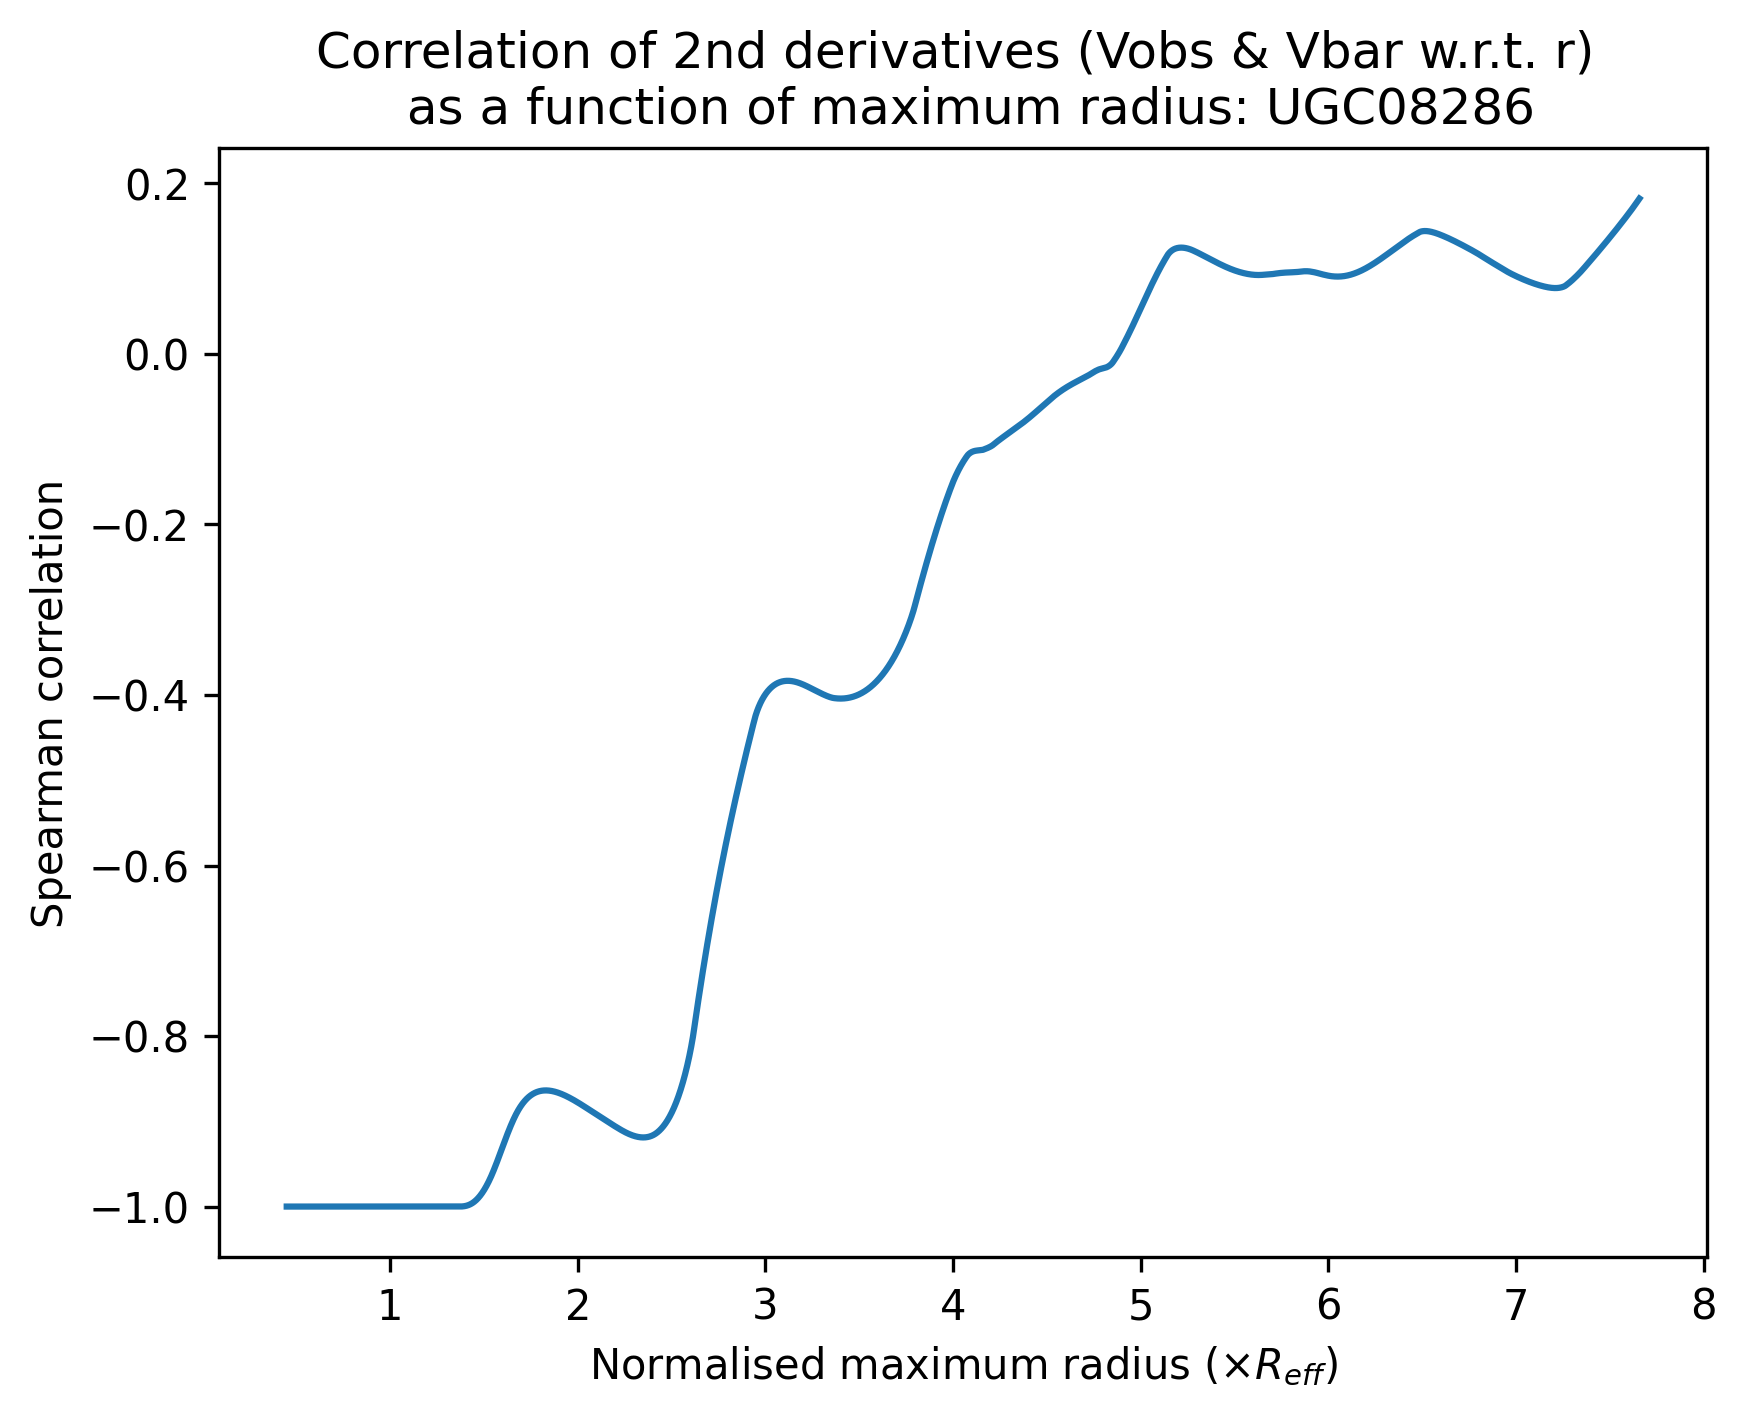 Correlation of 2nd derivatives (Vobs & Vbar w.r.t. r)
as a function of maximum radius: UGC08286
0.2
0.0
−0.2
−0.4
−0.6
−0.8
−1.0
Spearman correlation
1 2 3 4 5 6 7 8
Normalised maximum radius (×R_eff)